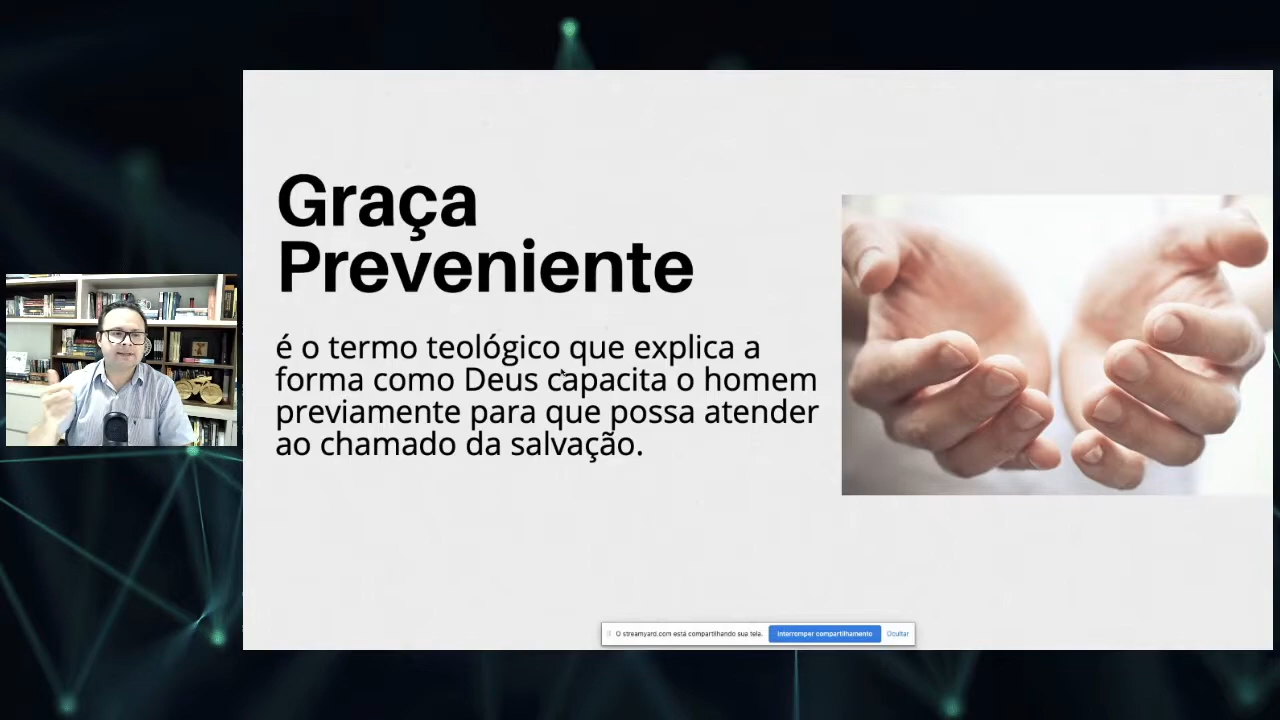 Graça
Preveniente
é o termo teológico que explica a
forma como Deus capacita o homem
previamente para que possa atender
ao chamado da salvação.
O streamyard.com está compartilhando sua tela. Interromper compartilhamento Ocultar